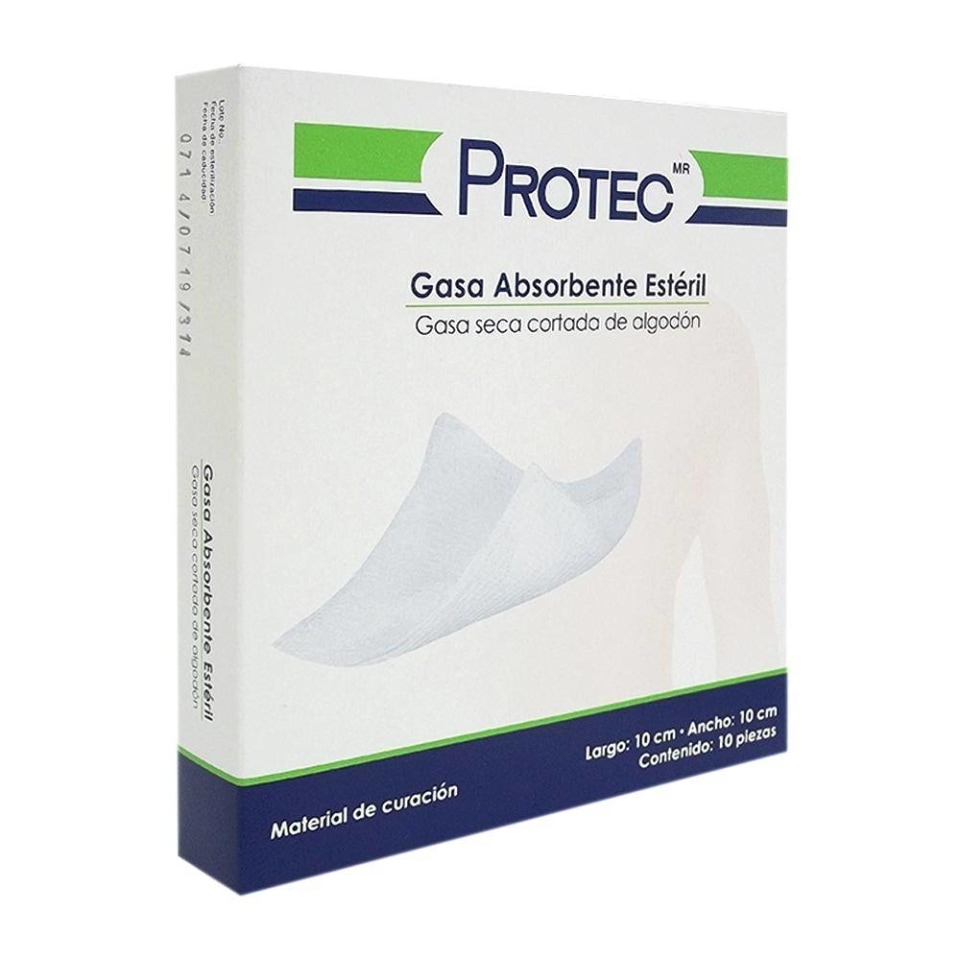 PROTEC MR
Gasa Absorbente Estéril
Gasa seca cortada de algodón
Largo: 10 cm · Ancho: 10 cm
Contenido: 10 piezas
Material de curación
Lote No.:
Fecha de esterilización:
Fecha de caducidad:
0714/0719/314
Gasa Absorbente Estéril
Gasa seca cortada de algodón